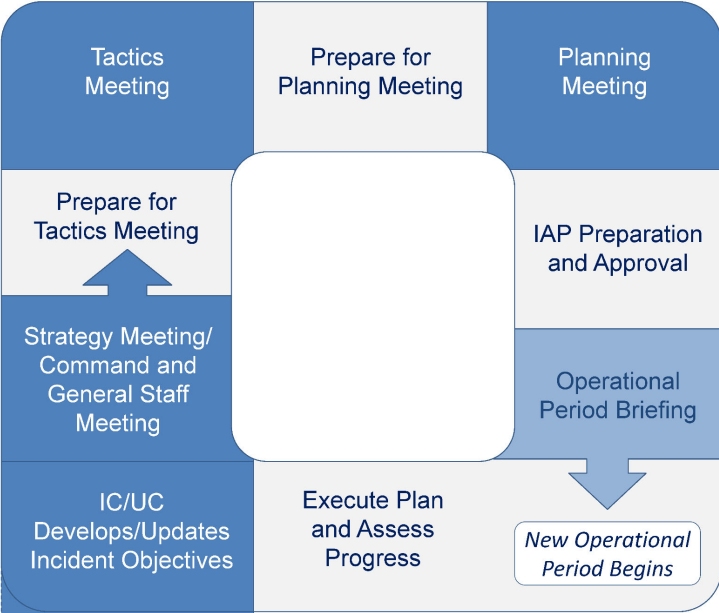 Tactics
Meeting
Prepare for
Planning Meeting
Planning
Meeting
Prepare for
Tactics Meeting
IAP Preparation
and Approval
Strategy Meeting/
Command and
General Staff
Meeting
Operational
Period Briefing
IC/UC
Develops/Updates
Incident Objectives
Execute Plan
and Assess
Progress
New Operational
Period Begins